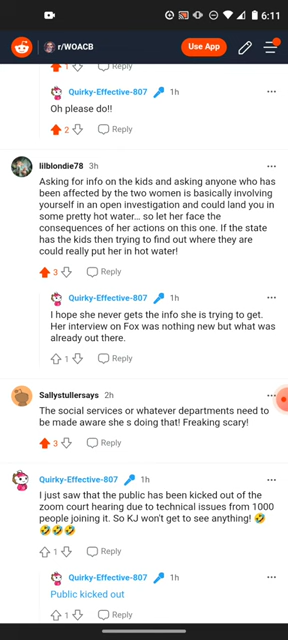 6:11
r/WOACB
Use App
1
Reply
Quirky-Effective-807 1h
Oh please do!!
2 Reply
lilblondie78 3h
Asking for info on the kids and asking anyone who has
been affected by the two women is basically involving
yourself in an open investigation and could land you in
some pretty hot water... so let her face the
consequences of her actions on this one. If the state
has the kids then trying to find out where they are
could really put her in hot water!
3 Reply
Quirky-Effective-807 1h
I hope she never gets the info she is trying to get.
Her interview on Fox was nothing new but what was
already out there.
1 Reply
Sallystullersays 2h
The social services or whatever departments need to
be made aware she s doing that! Freaking scary!
3 Reply
Quirky-Effective-807 1h
I just saw that the public has been kicked out of the
zoom court hearing due to technical issues from 1000
people joining it. So KJ won't get to see anything! 🤣
🤣🤣🤣
1 Reply
Quirky-Effective-807 1h
Public kicked out
1 Reply